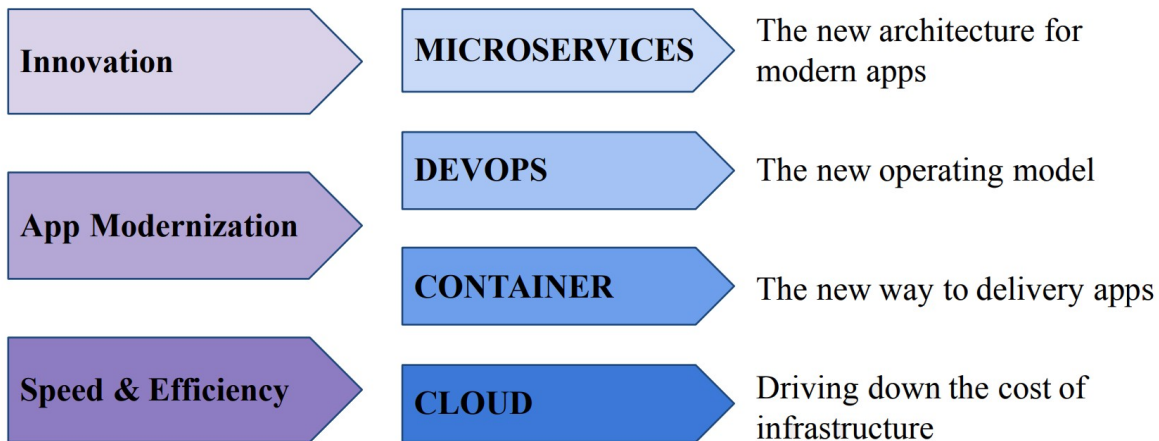 Innovation
App Modernization
Speed & Efficiency
MICROSERVICES
The new architecture for
modern apps
DEVOPS
The new operating model
CONTAINER
The new way to delivery apps
CLOUD
Driving down the cost of
infrastructure